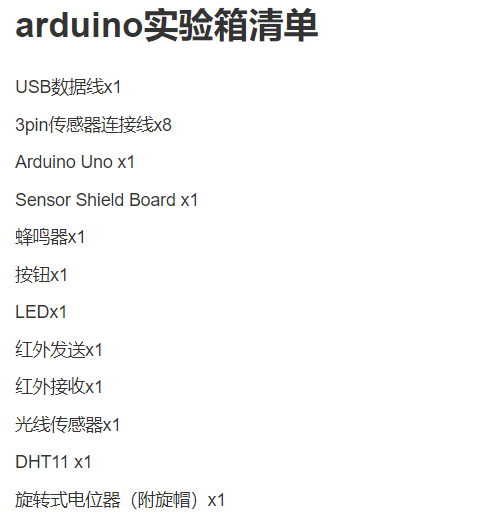 arduino实验箱清单
USB数据线x1
3pin传感器连接线x8
Arduino Uno x1
Sensor Shield Board x1
蜂鸣器x1
按钮x1
LEDx1
红外发送x1
红外接收x1
光线传感器x1
DHT11 x1
旋转式电位器（附旋帽）x1